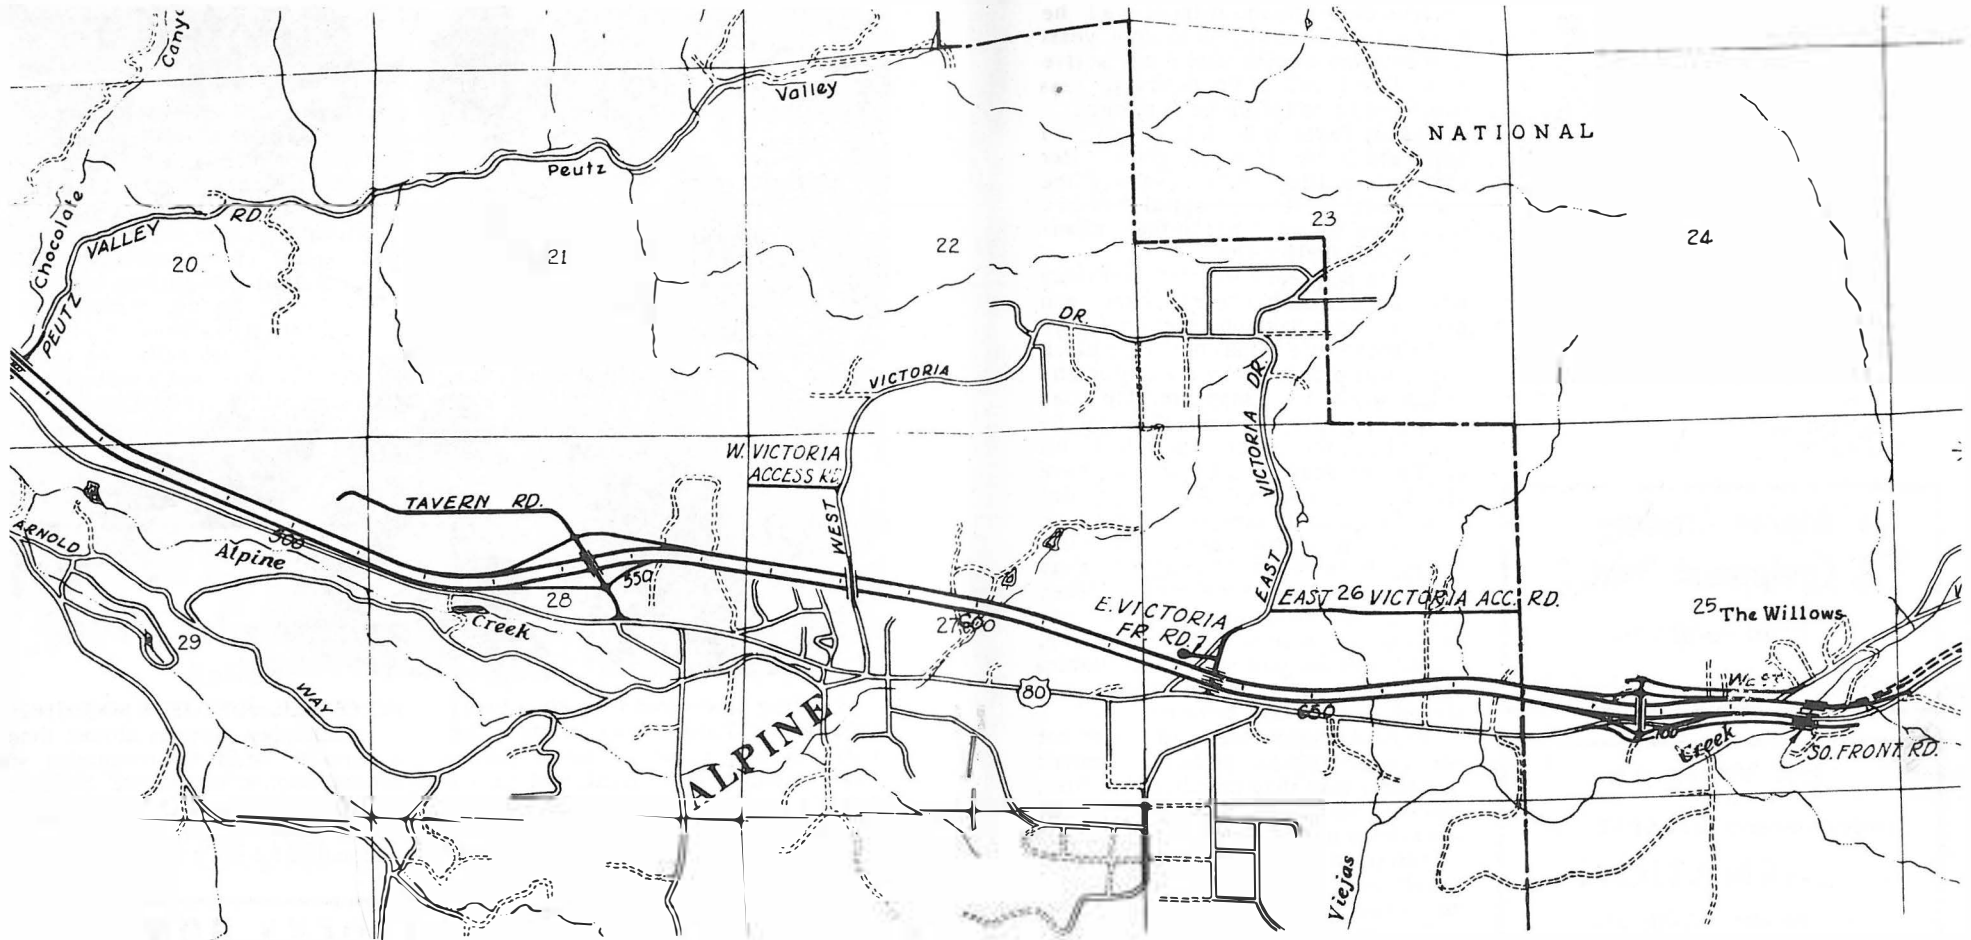 Canyo
Chocolate
Valley
Peutz
NATIONAL
PEUTZ
VALLEY
RD
20
21
22
23
24
DR.
VICTORIA
VICTORIA DR.
W. VICTORIA
ACCESS RD
TAVERN RD.
WEST
500
550
ARNOLD
Alpine
Creek
28
29
WAY
27
600
E. VICTORIA
FR. RD.
EAST
EAST 26 VICTORIA ACC. RD.
25
The Willows
80
650
West
100
Creek
SO. FRONT. RD.
ALPINE
Viejas